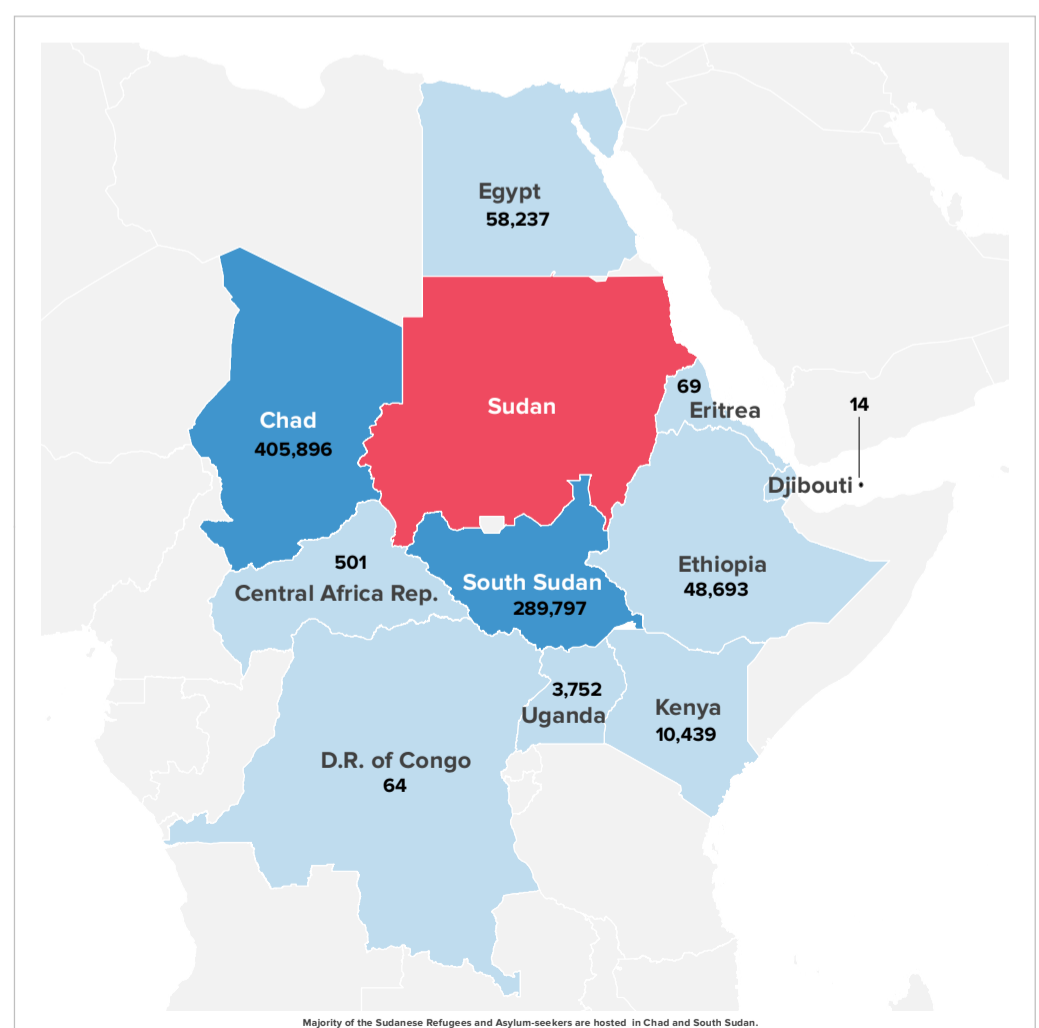 Egypt
58,237
Sudan
69
Eritrea
14
Chad
405,896
Djibouti
501
Central Africa Rep.
South Sudan
289,797
Ethiopia
48,693
3,752
Uganda
Kenya
10,439
D.R. of Congo
64
Majority of the Sudanese Refugees and Asylum-seekers are hosted in Chad and South Sudan.